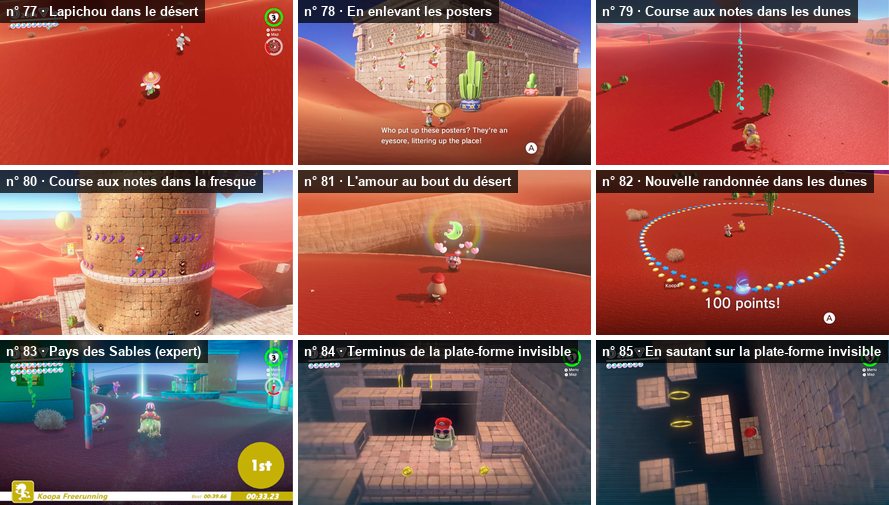 n° 77 · Lapichou dans le désert
n° 78 · En enlevant les posters
n° 79 · Course aux notes dans les dunes
Who put up these posters? They're an
eyesore, littering up the place!
A
n° 80 · Course aux notes dans la fresque
n° 81 · L'amour au bout du désert
n° 82 · Nouvelle randonnée dans les dunes
Koopa
100 points!
A
n° 83 · Pays des Sables (expert)
n° 84 · Terminus de la plate-forme invisible
n° 85 · En sautant sur la plate-forme invisible
1st
Koopa Freerunning
00:39.66
00:33.23